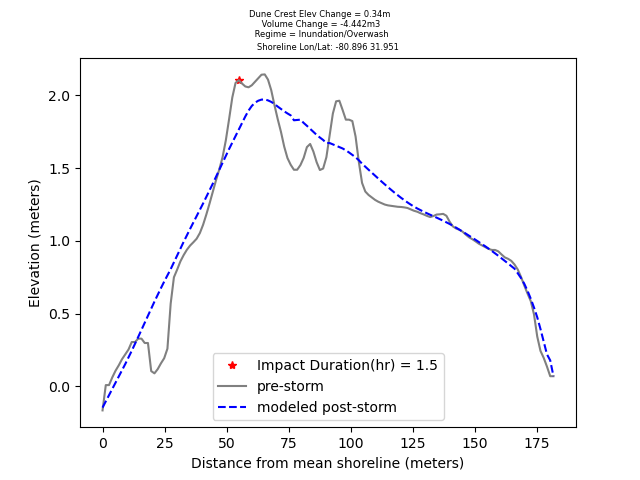 Dune Crest Elev Change = 0.34m
Volume Change = -4.442m3
Regime = Inundation/Overwash
Shoreline Lon/Lat: -80.896 31.951
2.0
1.5
1.0
0.5
0.0
Elevation (meters)
Impact Duration(hr) = 1.5
pre-storm
modeled post-storm
0 25 50 75 100 125 150 175
Distance from mean shoreline (meters)